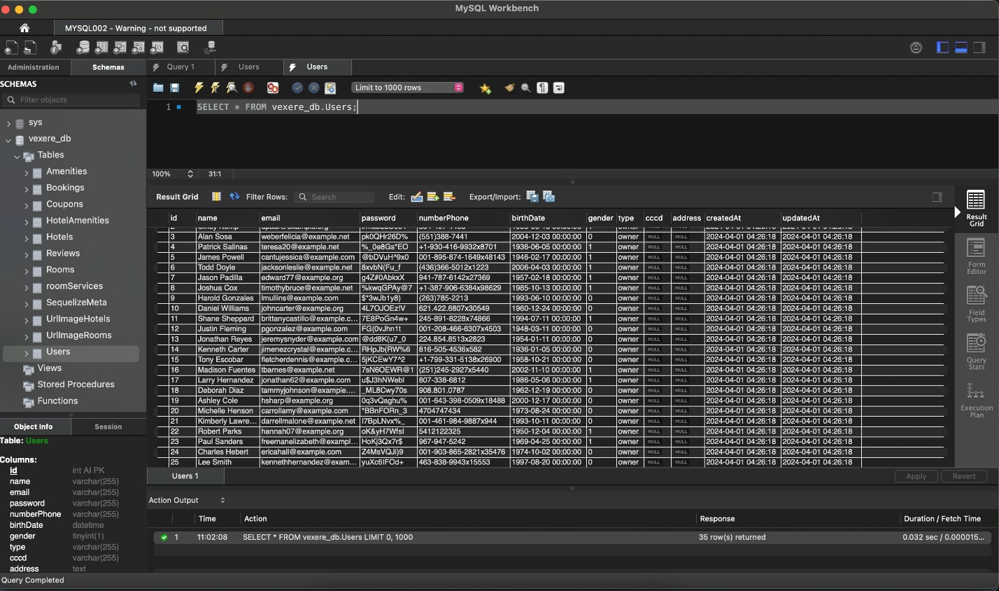 MySQL Workbench
MYSQL002 - Warning - not supported
Administration Schemas Query 1 Users Users
SCHEMAS
Limit to 1000 rows
Filter objects
1 SELECT * FROM vexere_db.Users;
sys
vexere_db
Tables
Amenities
Bookings
Coupons
HotelAmenities
Hotels
Reviews
Rooms
roomServices
SequelizeMeta
UrlImageHotels
UrlImageRooms
Users
Views
Stored Procedures
Functions
100% 31:1
Result Grid Filter Rows: Search Edit: Export/Import:
id name email password numberPhone birthDate gender type cccd address createdAt updatedAt
3 Alan Sosa weberfelicia@example.net pk0QHr26D% (551)388-7441 2004-12-03 00:00:00 0 owner NULL NULL 2024-04-01 04:26:18 2024-04-01 04:26:18
4 Patrick Salinas teresa20@example.net %_0e8Gs*EO +1-930-416-9932x8701 1936-06-05 00:00:00 1 owner NULL NULL 2024-04-01 04:26:18 2024-04-01 04:26:18
5 James Powell cantujessica@example.com @bDVuH^9x0 001-895-874-1649x48143 1946-02-17 00:00:00 1 owner NULL NULL 2024-04-01 04:26:18 2024-04-01 04:26:18
6 Todd Doyle jacksonleslie@example.net 8xvbN(Fu_f (436)366-5012x1223 2006-04-03 00:00:00 1 owner NULL NULL 2024-04-01 04:26:18 2024-04-01 04:26:18
7 Jason Padilla edward77@example.org g4Z#0AbkxX 941-787-6142x27369 1957-02-18 00:00:00 1 owner NULL NULL 2024-04-01 04:26:18 2024-04-01 04:26:18
8 Joshua Cox timothybruce@example.net %kwqGPAy@7 +1-387-906-6384x98629 1985-10-13 00:00:00 1 owner NULL NULL 2024-04-01 04:26:18 2024-04-01 04:26:18
9 Harold Gonzales lmullins@example.com $*3wJb1y8) (263)785-2213 1993-06-10 00:00:00 0 owner NULL NULL 2024-04-01 04:26:18 2024-04-01 04:26:18
10 Daniel Williams johncarter@example.org 4L7OJOEz!V 621.422.6807x30549 1960-12-24 00:00:00 0 owner NULL NULL 2024-04-01 04:26:18 2024-04-01 04:26:18
11 Shane Sheppard brittanycastillo@example.c... 7E8PoGn4w+ 245-891-8228x74866 1994-07-11 00:00:00 1 owner NULL NULL 2024-04-01 04:26:18 2024-04-01 04:26:18
12 Justin Fleming pgonzalez@example.com FG(0vJhn1t 001-208-466-6307x4503 1948-03-11 00:00:00 0 owner NULL NULL 2024-04-01 04:26:18 2024-04-01 04:26:18
13 Jonathan Reyes jeremysnyder@example.com @dd8K(u7_0 224.854.8513x2823 1954-01-11 00:00:00 0 owner NULL NULL 2024-04-01 04:26:18 2024-04-01 04:26:18
14 Kenneth Carter jimenezcrystal@example.c... RHpJb(RW%6 816-505-4536x582 1936-01-05 00:00:00 0 owner NULL NULL 2024-04-01 04:26:18 2024-04-01 04:26:18
15 Tony Escobar fletcherdennis@example.c... 5jKCEwY7^2 +1-799-331-5138x26900 1958-10-21 00:00:00 0 owner NULL NULL 2024-04-01 04:26:18 2024-04-01 04:26:18
16 Madison Fuentes tbarnes@example.net 7sN6OEWR@1 (251)245-2927x5440 2002-11-10 00:00:00 1 owner NULL NULL 2024-04-01 04:26:18 2024-04-01 04:26:18
17 Larry Hernandez jonathan62@example.com u$J3hNWebl 807-338-6812 1986-05-06 00:00:00 1 owner NULL NULL 2024-04-01 04:26:18 2024-04-01 04:26:18
18 Deborah Diaz tammyjohnson@example.... _ML8Cwy70s 908.801.0787 1962-12-19 00:00:00 0 owner NULL NULL 2024-04-01 04:26:18 2024-04-01 04:26:18
19 Ashley Cole hsharp@example.org 0q3vQaghu% 001-643-398-0509x18488 2000-12-17 00:00:00 0 owner NULL NULL 2024-04-01 04:26:18 2024-04-01 04:26:18
20 Michelle Henson carrollamy@example.com *BBnFORn_3 4704747434 1973-08-24 00:00:00 0 owner NULL NULL 2024-04-01 04:26:18 2024-04-01 04:26:18
21 Kimberly Lawre... darrellmalone@example.net I7BpLNvx%_ 001-461-984-9887x944 1993-10-11 00:00:00 0 owner NULL NULL 2024-04-01 04:26:18 2024-04-01 04:26:18
22 Robert Parks hannah07@example.org oK&yH7Wfsl 5412122325 1950-12-04 00:00:00 1 owner NULL NULL 2024-04-01 04:26:18 2024-04-01 04:26:18
23 Paul Sanders freemanelizabeth@exampl... HoKj3Qx7r$ 967-947-5242 1969-04-25 00:00:00 1 owner NULL NULL 2024-04-01 04:26:18 2024-04-01 04:26:18
24 Charles Hebert ericahall@example.com Z4MsVQJi)9 001-903-865-2821x35476 1974-10-02 00:00:00 0 owner NULL NULL 2024-04-01 04:26:18 2024-04-01 04:26:18
25 Lee Smith kennethhernandez@exam... yuXc6IFOd+ 463-838-9943x15553 1997-08-20 00:00:00 0 owner NULL NULL 2024-04-01 04:26:18 2024-04-01 04:26:18
Result Grid
Form Editor
Field Types
Query Stats
Execution Plan
Users 1 Apply Revert
Object Info Session
Table: Users
Columns:
id int AI PK
name varchar(255)
email varchar(255)
password varchar(255)
numberPhone varchar(255)
birthDate datetime
gender tinyint(1)
type varchar(255)
cccd varchar(255)
address text
Action Output
Time Action Response Duration / Fetch Time
1 11:02:08 SELECT * FROM vexere_db.Users LIMIT 0, 1000 35 row(s) returned 0.032 sec / 0.000015...
Query Completed